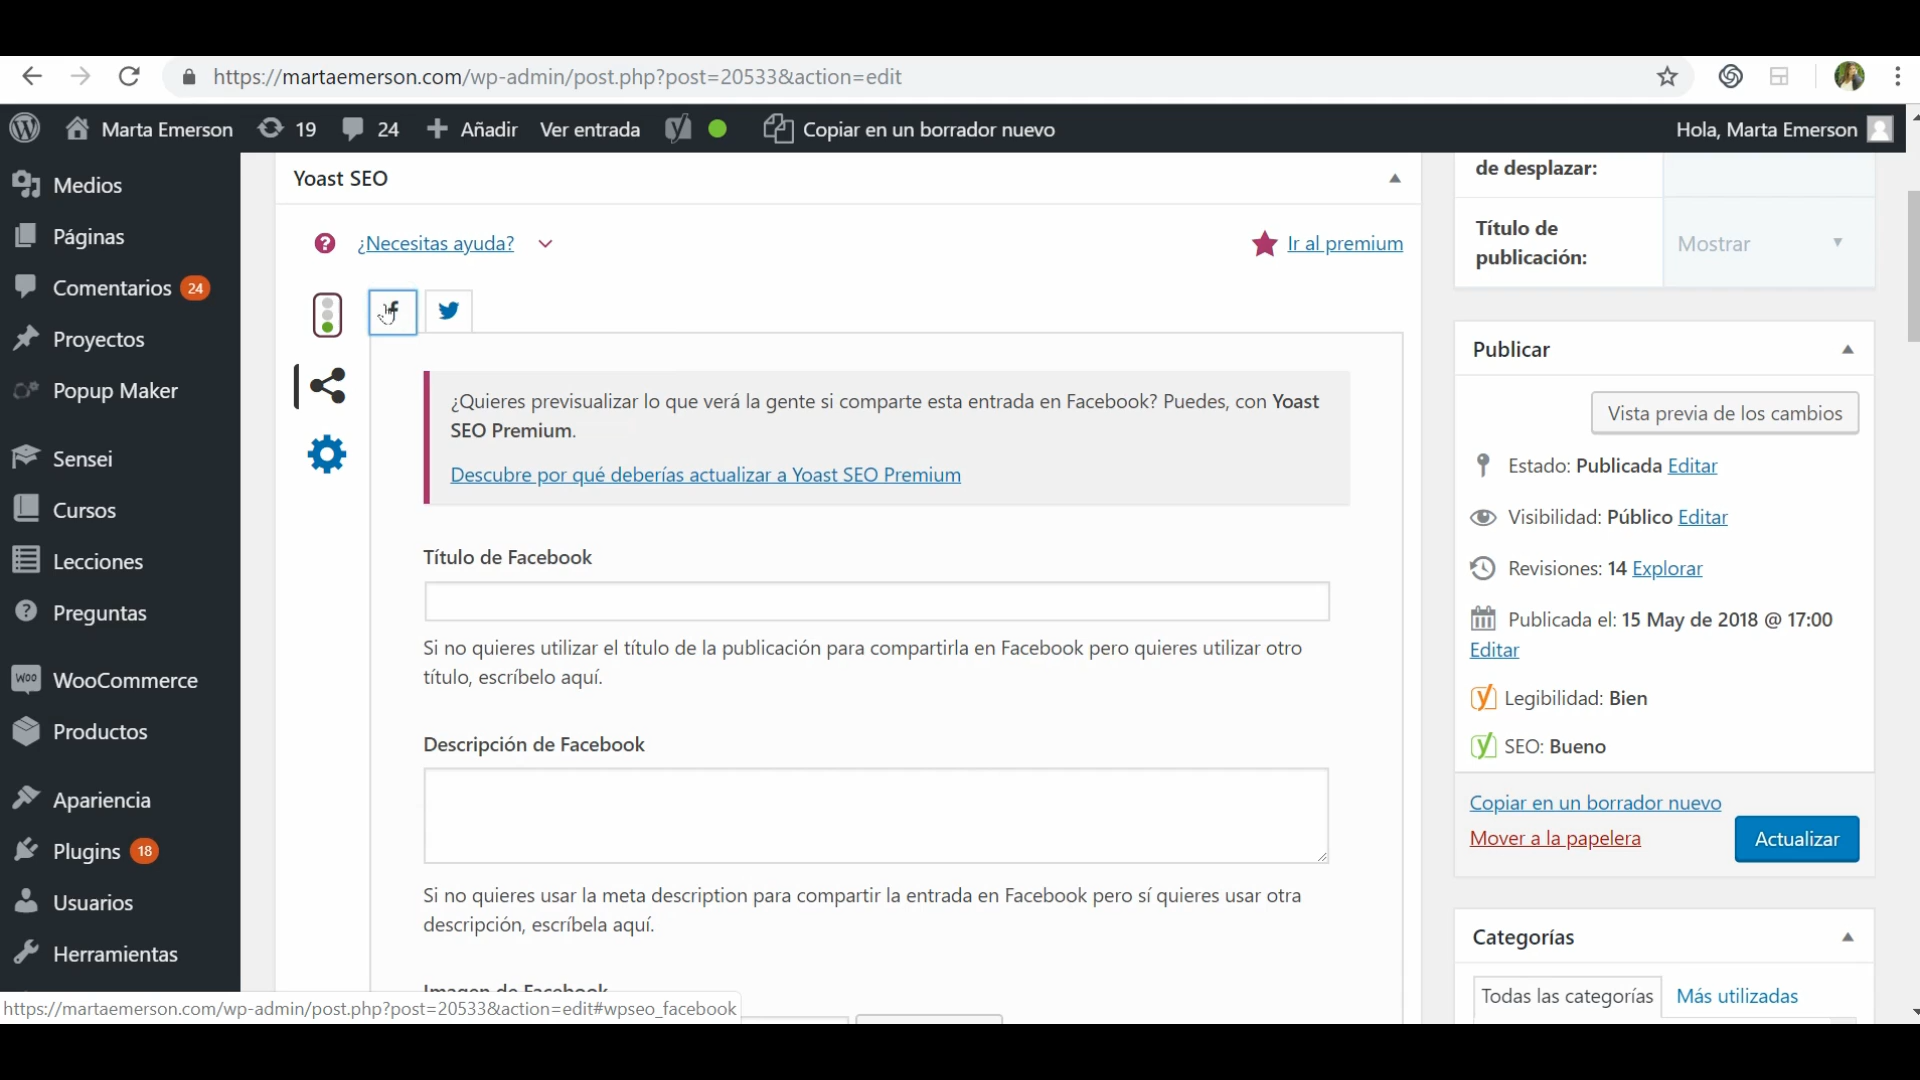 https://martaemerson.com/wp-admin/post.php?post=20533&action=edit
Marta Emerson
19
24
Añadir
Ver entrada
Copiar en un borrador nuevo
Hola, Marta Emerson
Medios
Páginas
Comentarios 24
Proyectos
Popup Maker
Sensei
Cursos
Lecciones
Preguntas
WooCommerce
Productos
Apariencia
Plugins 18
Usuarios
Herramientas
Yoast SEO
¿Necesitas ayuda?
Ir al premium
¿Quieres previsualizar lo que verá la gente si comparte esta entrada en Facebook? Puedes, con Yoast
SEO Premium.
Descubre por qué deberías actualizar a Yoast SEO Premium
Título de Facebook
Si no quieres utilizar el título de la publicación para compartirla en Facebook pero quieres utilizar otro
título, escríbelo aquí.
Descripción de Facebook
Si no quieres usar la meta description para compartir la entrada en Facebook pero sí quieres usar otra
descripción, escríbela aquí.
Imagen de Facebook
https://martaemerson.com/wp-admin/post.php?post=20533&action=edit#wpseo_facebook
de desplazar:
Título de
publicación:
Mostrar
Publicar
Vista previa de los cambios
Estado: Publicada Editar
Visibilidad: Público Editar
Revisiones: 14 Explorar
Publicada el: 15 May de 2018 @ 17:00
Editar
Legibilidad: Bien
SEO: Bueno
Copiar en un borrador nuevo
Mover a la papelera
Actualizar
Categorías
Todas las categorías
Más utilizadas